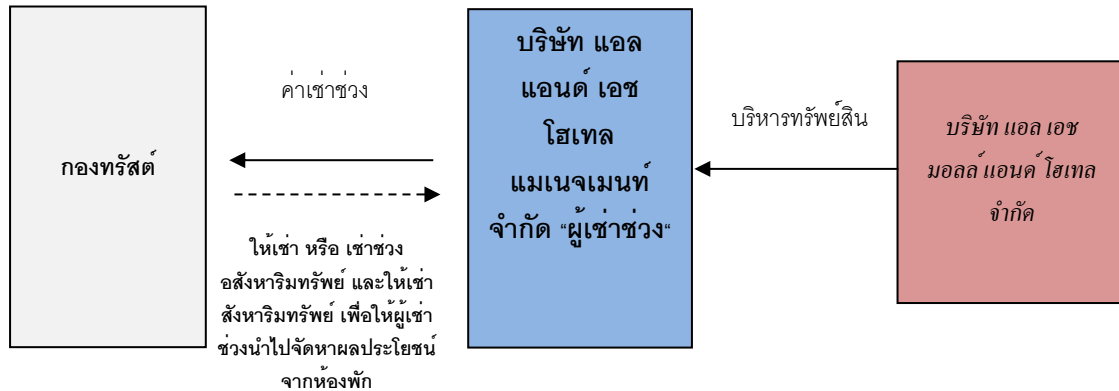 กองทรัสต์
ค่าเช่าช่วง
ให้เช่า หรือ เช่าช่วง
อสังหาริมทรัพย์ และให้เช่า
สังหาริมทรัพย์ เพื่อให้ผู้เช่า
ช่วงนำไปจัดหาผลประโยชน์
จากห้องพัก
บริษัท แอล
แอนด์ เอช
โฮเทล
แมเนจเมนท์
จำกัด “ผู้เช่าช่วง“
บริหารทรัพย์สิน
บริษัท แอล เอช
มอลล์ แอนด์ โฮเทล
จำกัด